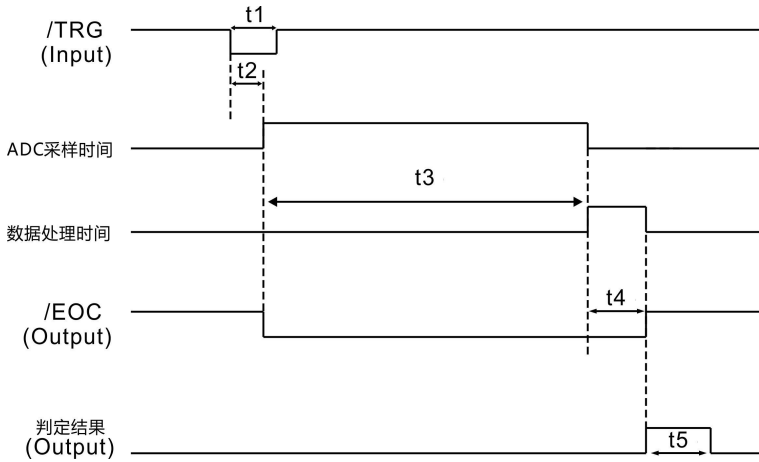 t1
/TRG
(Input)
t2
ADC采样时间
t3
数据处理时间
t4
/EOC
(Output)
判定结果
(Output)
t5